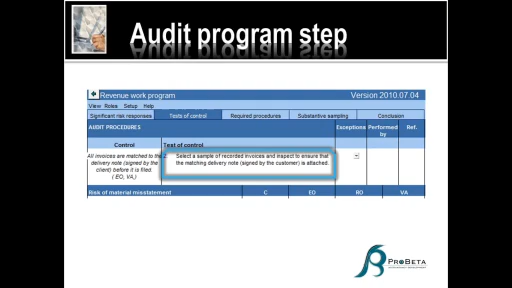 Audit program step
Revenue work program Version 2010.07.04
View Roles Setup Help
Significant risk responses Tests of control Required procedures Substantive sampling Conclusion
AUDIT PROCEDURES Exceptions Performed by Ref.
Control Test of control
All invoices are matched to the 2. Select a sample of recorded invoices and inspect to ensure that
delivery note (signed by the the matching delivery note (signed by the customer) is attached.
client) before it is filed.
( EO, VA,)
Risk of material misstatement C EO RO VA
PROBETA